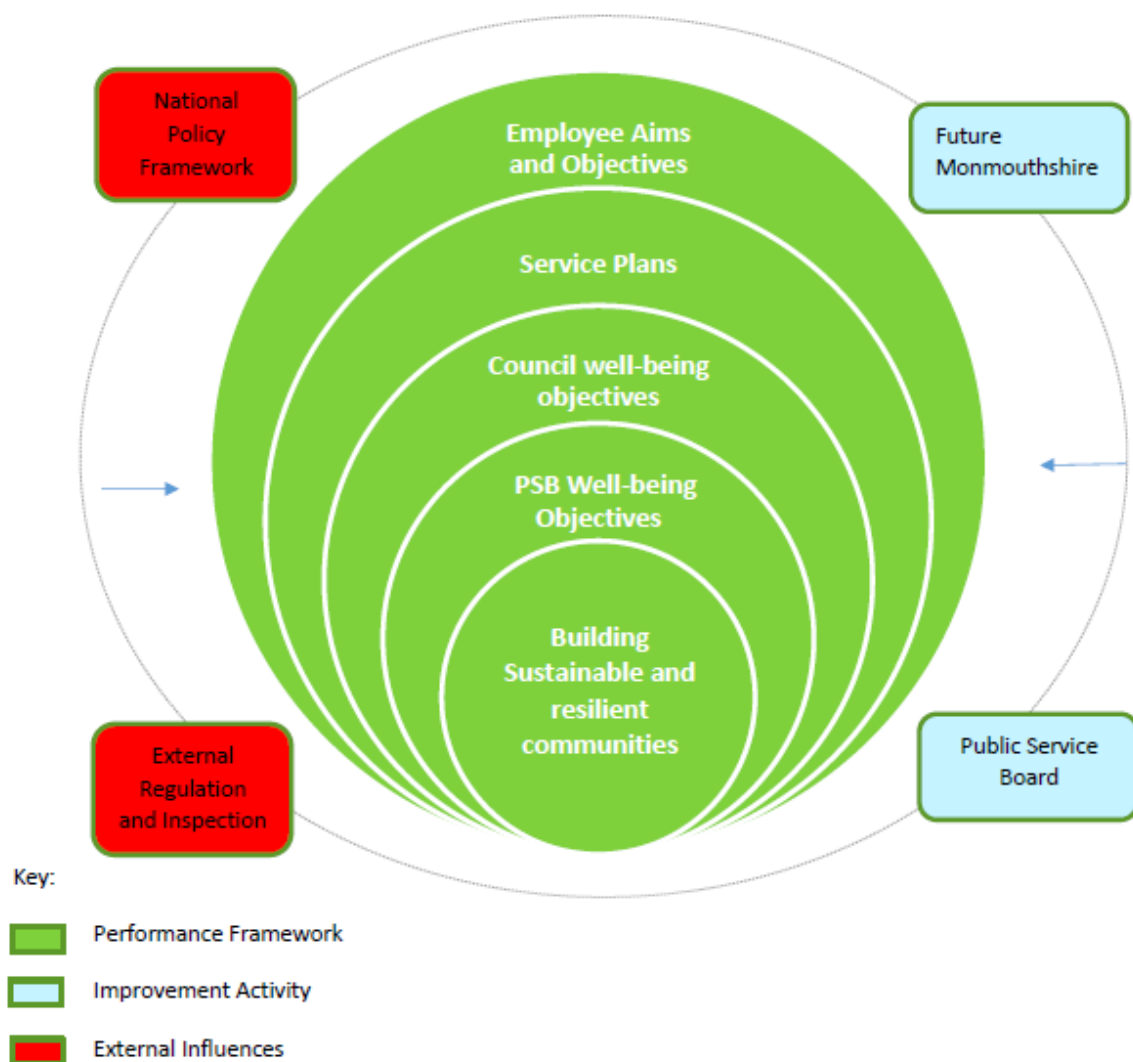 National
Policy
Framework
Future
Monmouthshire
Employee Aims
and Objectives
Service Plans
Council well-being
objectives
PSB Well-being
Objectives
Building
Sustainable and
resilient
communities
External
Regulation
and Inspection
Public Service
Board
Key:
Performance Framework
Improvement Activity
External Influences